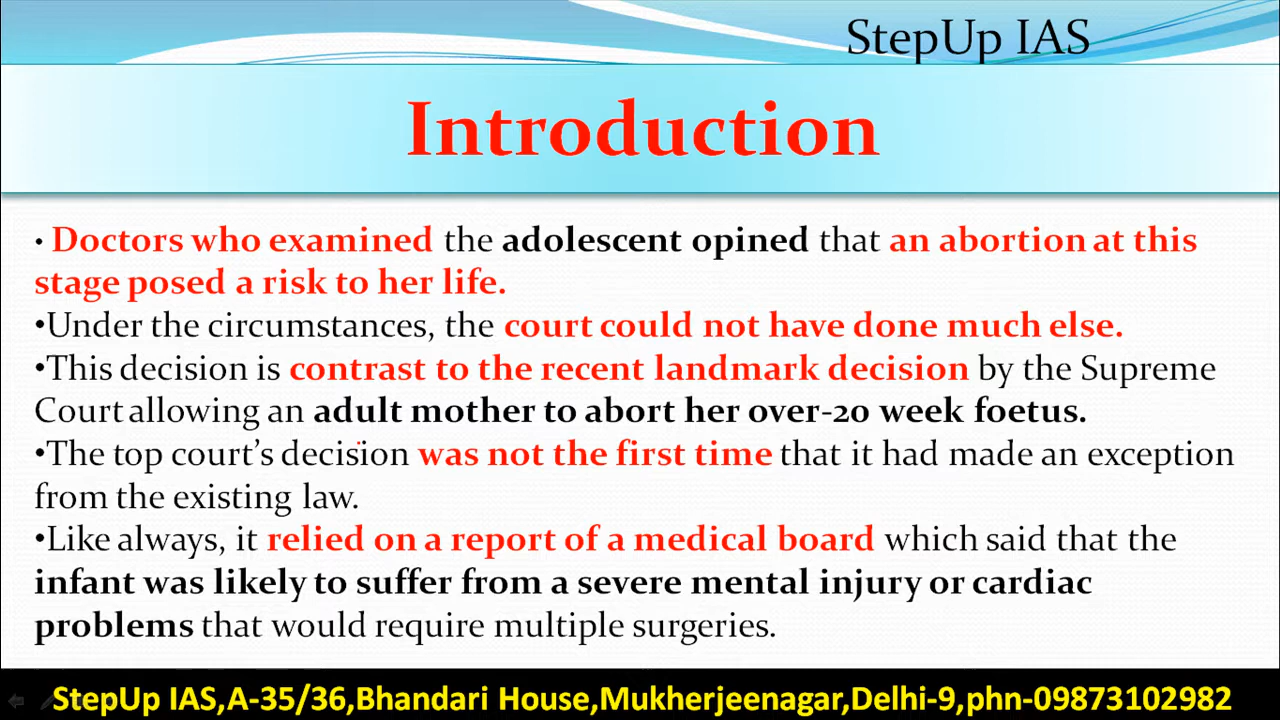 StepUp IAS
Introduction
• Doctors who examined the adolescent opined that an abortion at this
stage posed a risk to her life.
•Under the circumstances, the court could not have done much else.
•This decision is contrast to the recent landmark decision by the Supreme
Court allowing an adult mother to abort her over-20 week foetus.
•The top court's decision was not the first time that it had made an exception
from the existing law.
•Like always, it relied on a report of a medical board which said that the
infant was likely to suffer from a severe mental injury or cardiac
problems that would require multiple surgeries.
StepUp IAS,A-35/36,Bhandari House,Mukherjeenagar,Delhi-9,phn-09873102982